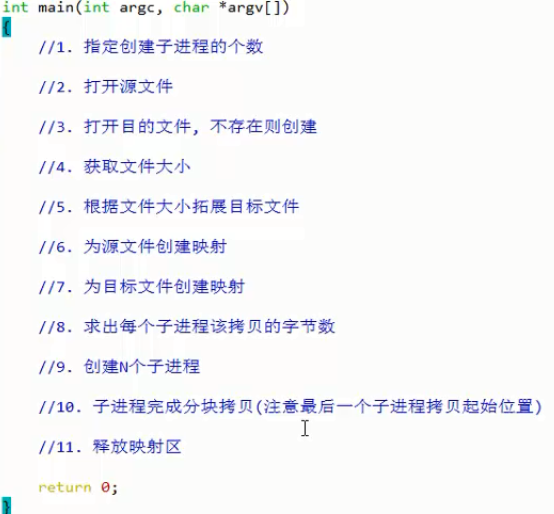 int main(int argc, char *argv[])
{
//1. 指定创建子进程的个数
//2. 打开源文件
//3. 打开目的文件, 不存在则创建
//4. 获取文件大小
//5. 根据文件大小拓展目标文件
//6. 为源文件创建映射
//7. 为目标文件创建映射
//8. 求出每个子进程该拷贝的字节数
//9. 创建N个子进程
//10. 子进程完成分块拷贝(注意最后一个子进程拷贝起始位置)
//11. 释放映射区
return 0;
}